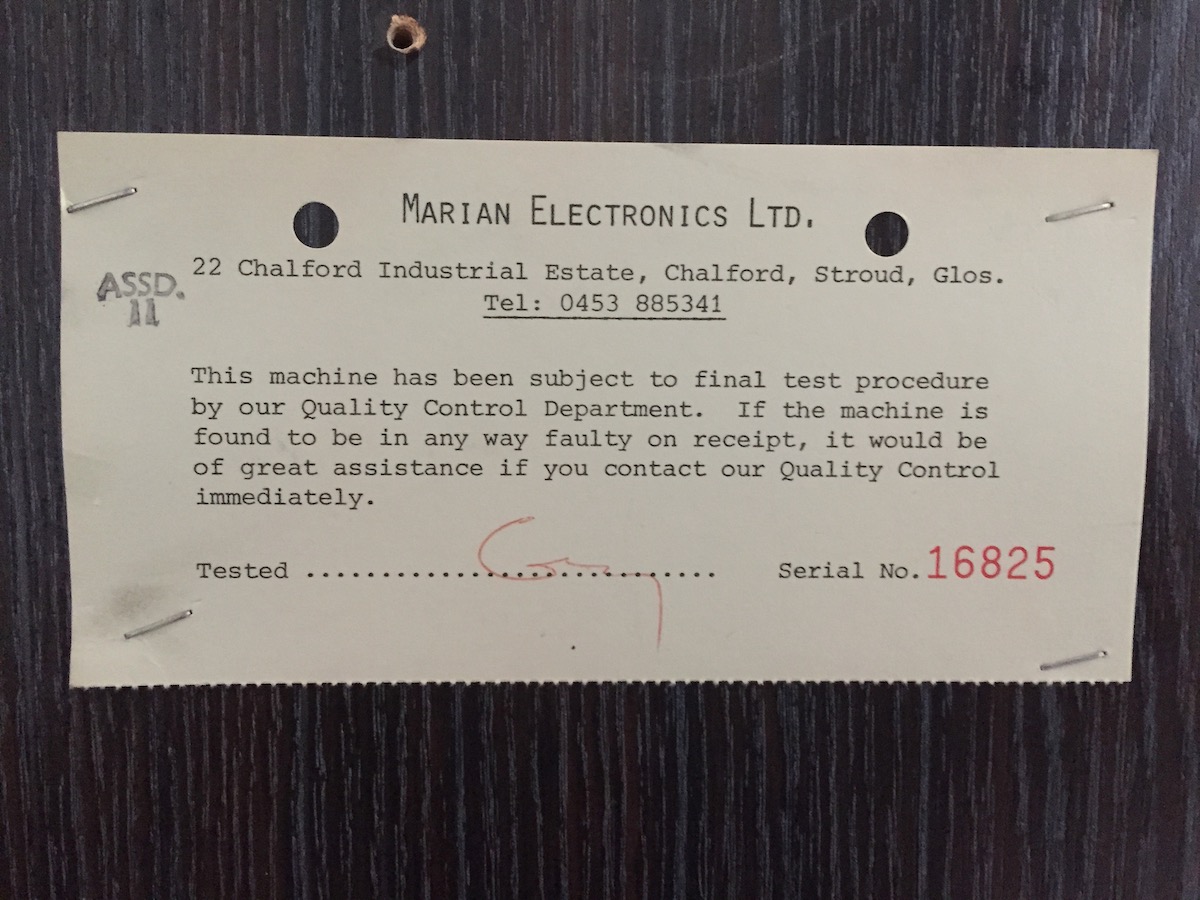 MARIAN ELECTRONICS LTD.
22 Chalford Industrial Estate, Chalford, Stroud, Glos.
Tel: 0453 885341
ASSD.
11
This machine has been subject to final test procedure
by our Quality Control Department. If the machine is
found to be in any way faulty on receipt, it would be
of great assistance if you contact our Quality Control
immediately.
Tested ........................... Serial No. 16825